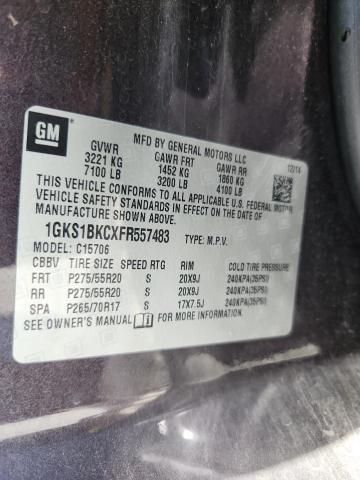 GM
MFD BY GENERAL MOTORS LLC
GVWR GAWR FRT GAWR RR 12/14
3221 KG 1452 KG 1860 KG
7100 LB 3200 LB 4100 LB
THIS VEHICLE CONFORMS TO ALL APPLICABLE U.S. FEDERAL MOTOR
VEHICLE SAFETY STANDARDS IN EFFECT ON THE DATE OF
MANUFACTURE SHOWN ABOVE.
1GKS1BKCXFR557483 TYPE: M.P.V.
MODEL: C15706
CBBV TIRE SIZE SPEED RTG RIM COLD TIRE PRESSURE
FRT P275/55R20 S 20X9J 240KPA(35PSI)
RR P275/55R20 S 20X9J 240KPA(35PSI)
SPA P265/70R17 S 17X7.5J 240KPA(35PSI)
SEE OWNER'S MANUAL